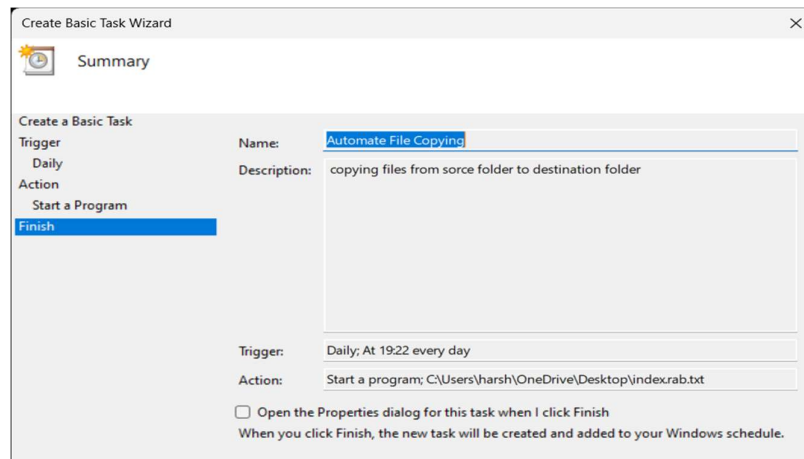 Create Basic Task Wizard
Summary
Create a Basic Task
Trigger
Daily
Action
Start a Program
Finish
Name: Automate File Copying
Description: copying files from sorce folder to destination folder
Trigger: Daily; At 19:22 every day
Action: Start a program; C:\Users\harsh\OneDrive\Desktop\index.rab.txt
Open the Properties dialog for this task when I click Finish
When you click Finish, the new task will be created and added to your Windows schedule.